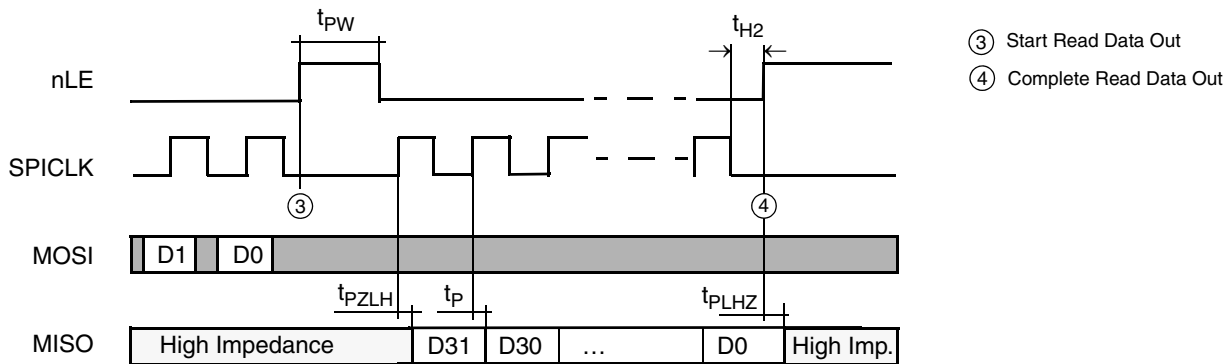 tPW
tH2
③ Start Read Data Out
nLE
④ Complete Read Data Out
SPICLK
③
④
MOSI
D1
D0
tPZLH
tP
tPLHZ
MISO
High Impedance
D31
D30
...
D0
High Imp.